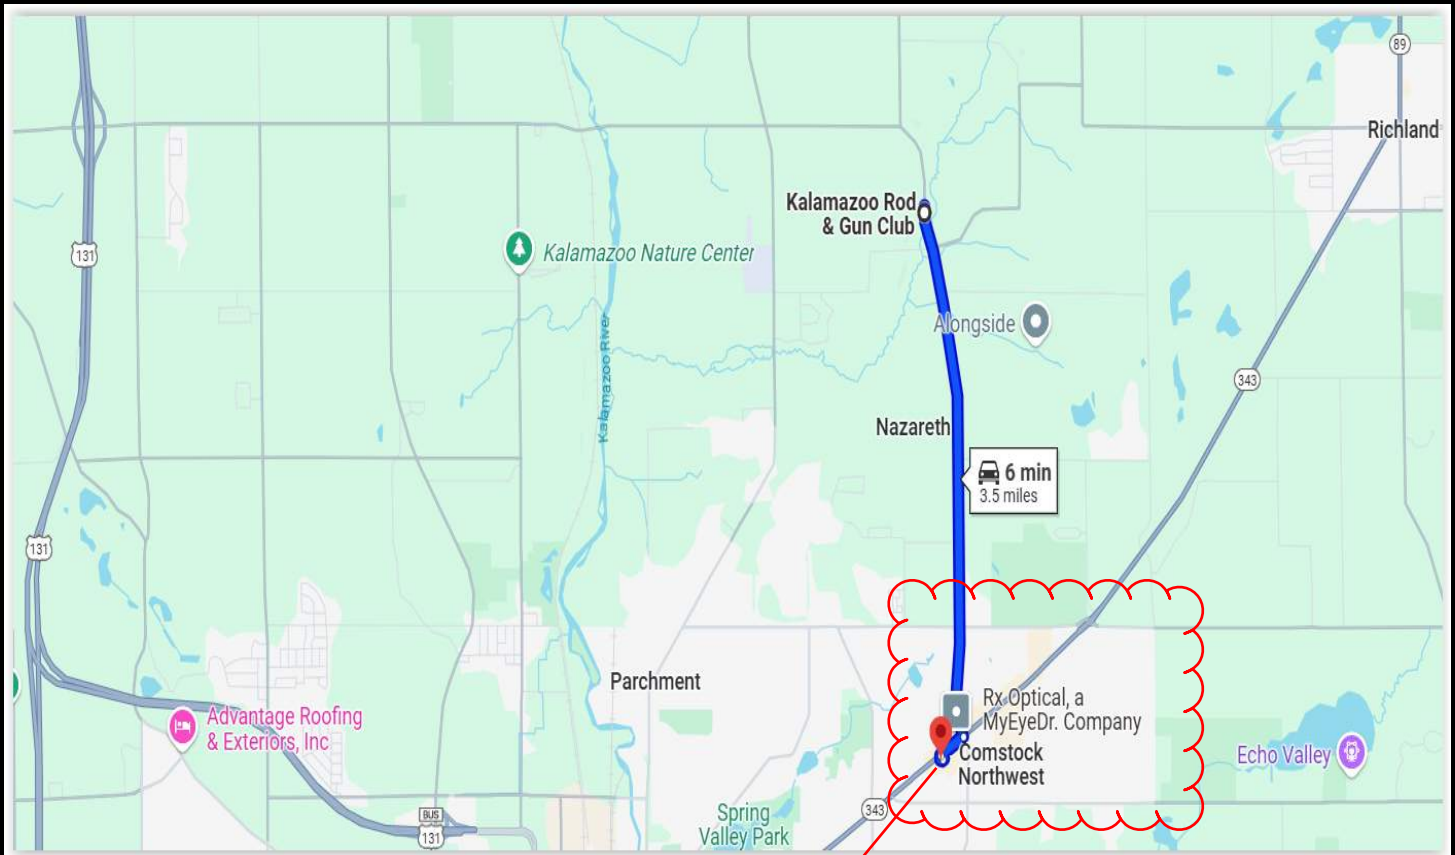 89
Richland
Kalamazoo Rod
& Gun Club
131
Kalamazoo Nature Center
Alongside
Kalamazoo River
343
Nazareth
6 min
3.5 miles
131
Parchment
Rx Optical, a
MyEyeDr. Company
Advantage Roofing
& Exteriors, Inc
Comstock
Northwest
Echo Valley
343
BUS
131
Spring
Valley Park